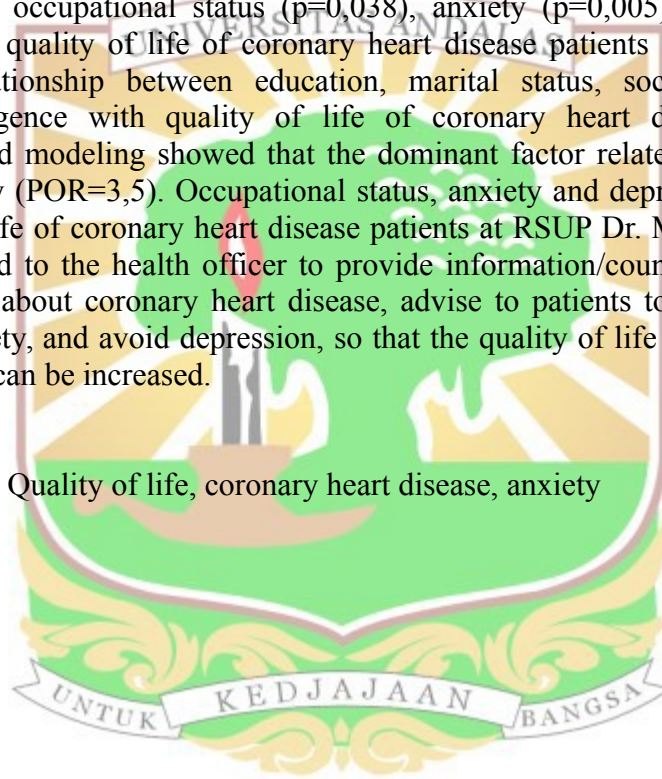 occupational status (p=0,038), anxiety (p=0,005)
UNIVERSITAS ANDALAS
quality of life of coronary heart disease patients
tionship between education, marital status, soc
gence with quality of life of coronary heart d
d modeling showed that the dominant factor relate
y (POR=3,5). Occupational status, anxiety and depr
fe of coronary heart disease patients at RSUP Dr. M
d to the health officer to provide information/coun
about coronary heart disease, advise to patients to
ety, and avoid depression, so that the quality of life
can be increased.
Quality of life, coronary heart disease, anxiety
UNTUK KEDJAJAAN BANGSA